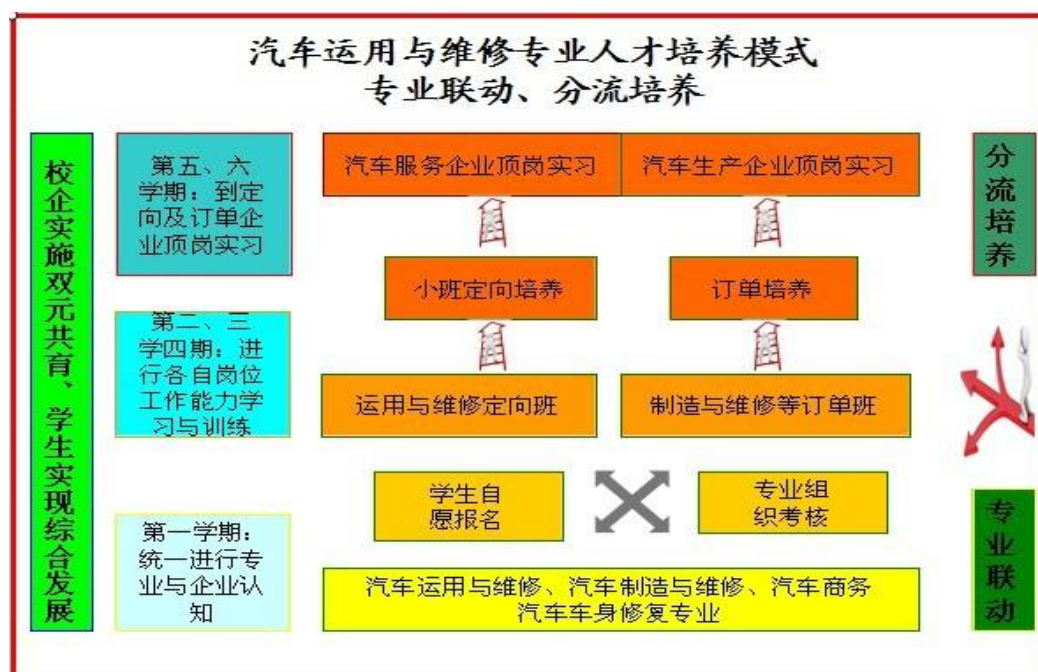 汽车运用与维修专业人才培养模式
专业联动、分流培养
校企实施双元共育、学生实现综合发展
第五、六
学期：到定
向及订单企
业顶岗实习
汽车服务企业顶岗实习
汽车生产企业顶岗实习
分流培养
小班定向培养
订单培养
第二、三
学四期：进
行各自岗位
工作能力学
习与训练
运用与维修定向班
制造与维修等订单班
学生自
愿报名
专业组
织考核
第一学期：
统一进行专
业与企业认
知
汽车运用与维修、汽车制造与维修、汽车商务
汽车车身修复专业
专业联动